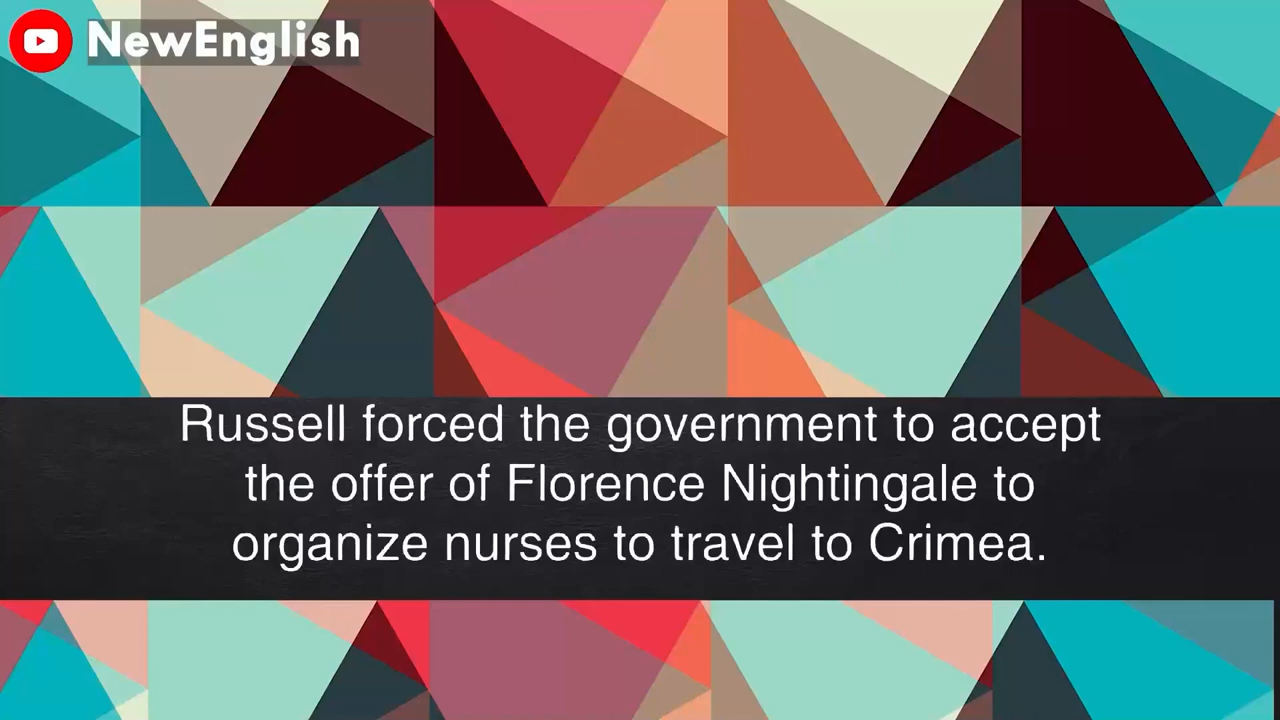 NewEnglish
Russell forced the government to accept
the offer of Florence Nightingale to
organize nurses to travel to Crimea.